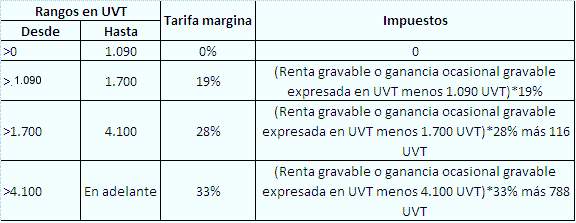 Rangos en UVT
Tarifa margina
Impuestos
Desde
Hasta
>0
1.090
0%
0
>.1.090
1.700
19%
(Renta gravable o ganancia ocasional gravable
expresada en UVT menos 1.090 UVT)*19%
>1.700
4.100
28%
(Renta gravable o ganancia ocasional gravable
expresada en UVT menos 1.700 UVT)*28% más 116
UVT
>4.100
En adelante
33%
(Renta gravable o ganancia ocasional gravable
expresada en UVT menos 4.100 UVT)*33% más 788
UVT